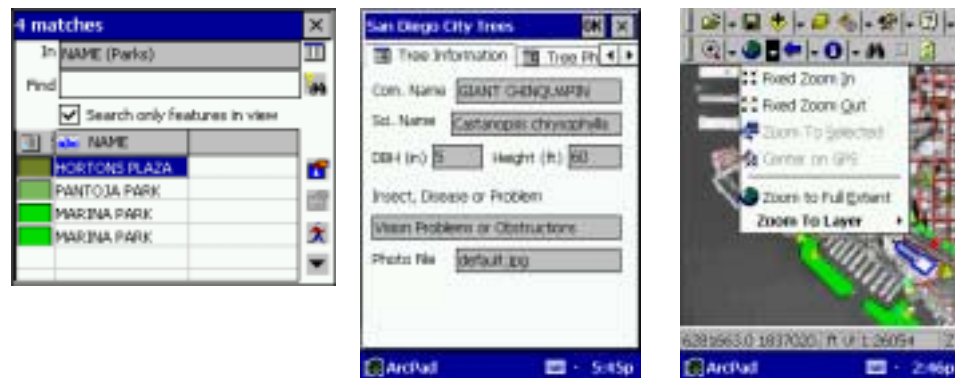 4 matches
In NAME (Parks)
Find
Search only features in view
NAME
HORTONS PLAZA
PANTOJA PARK
MARINA PARK
MARINA PARK
San Diego City Trees OK
Tree Information Tree Ph
Com. Name GIANT CHINQUAPIN
Sci. Name Castanopsis chrysophylla
DBH (in) 5 Height (ft) 60
Insect, Disease or Problem
Vision Problems or Obstructions
Photo File default.jpg
ArcPad 5:45p
Fixed Zoom In
Fixed Zoom Out
Zoom To Selected
Center on GPS
Zoom to Full Extent
Zoom To Layer
6281663.0 1837020. ft 1:26054
ArcPad 2:46p